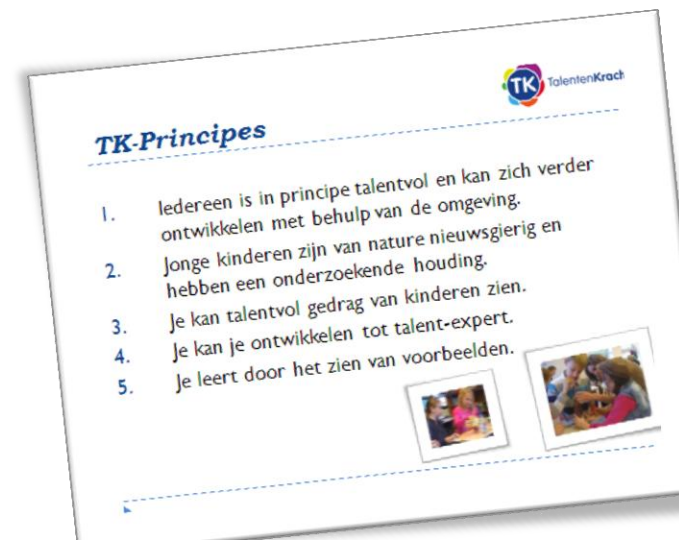 TK TalentenKrach
TK-Principes
1. Iedereen is in principe talentvol en kan zich verder
ontwikkelen met behulp van de omgeving.
2. Jonge kinderen zijn van nature nieuwsgierig en
hebben een onderzoekende houding.
3. Je kan talentvol gedrag van kinderen zien.
4. Je kan je ontwikkelen tot talent-expert.
5. Je leert door het zien van voorbeelden.